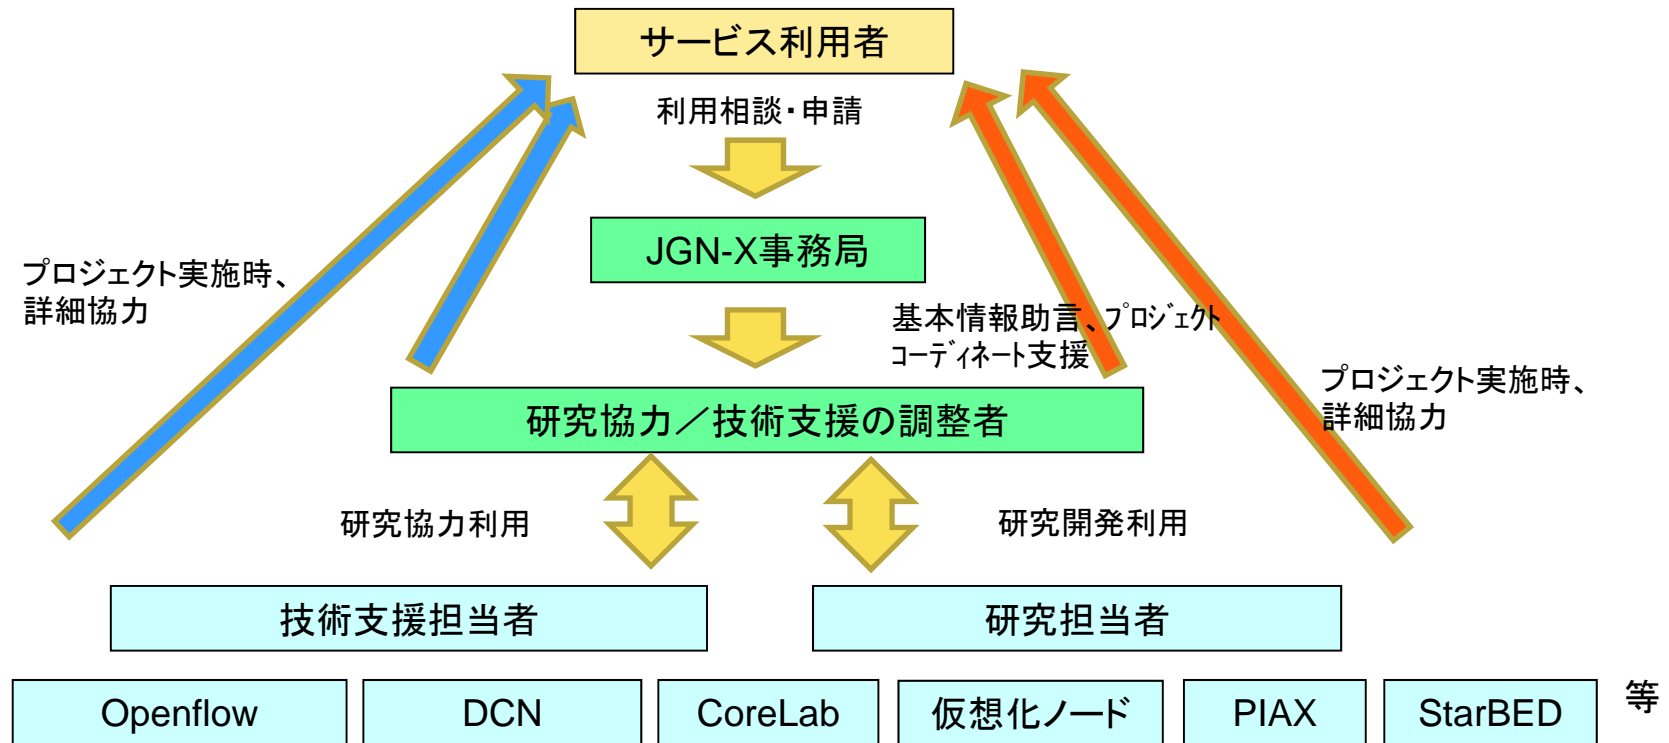 サービス利用者
利用相談・申請
JGN-X事務局
プロジェクト実施時、
詳細協力
基本情報助言、プロジェクト
コーディネート支援
プロジェクト実施時、
詳細協力
研究協力／技術支援の調整者
研究協力利用
研究開発利用
技術支援担当者
研究担当者
Openflow
DCN
CoreLab
仮想化ノード
PIAX
StarBED
等